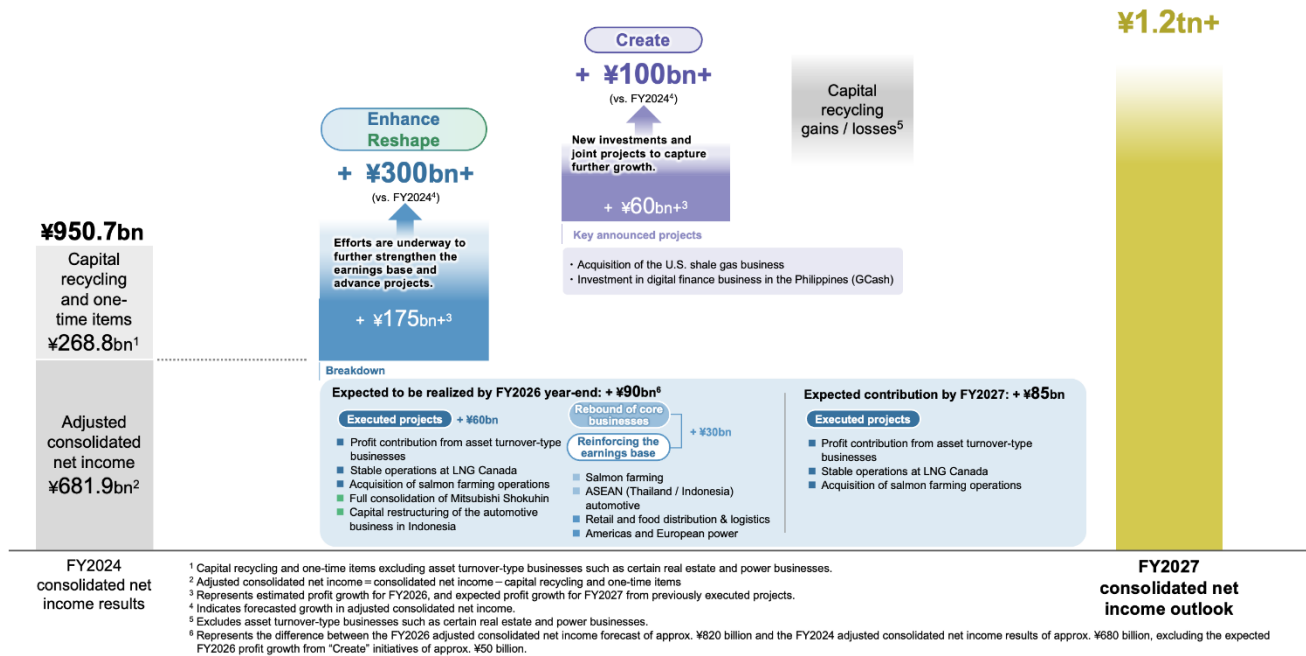 ¥950.7bn
Capital
recycling
and one-
time items
¥268.8bn1
Adjusted
consolidated
net income
¥681.9bn2
FY2024
consolidated net
income results
Enhance
Reshape
+ ¥300bn+
(vs. FY20244)
Efforts are underway to
further strengthen the
earnings base and
advance projects.
+ ¥175bn+3
Create
+ ¥100bn+
(vs. FY20244)
New investments and
joint projects to capture
further growth.
+ ¥60bn+3
Key announced projects
・Acquisition of the U.S. shale gas business
・Investment in digital finance business in the Philippines (GCash)
Capital
recycling
gains / losses5
¥1.2tn+
FY2027
consolidated net
income outlook
Breakdown
Expected to be realized by FY2026 year-end: + ¥90bn6
Executed projects + ¥60bn
■ Profit contribution from asset turnover-type
businesses
■ Stable operations at LNG Canada
■ Acquisition of salmon farming operations
■ Full consolidation of Mitsubishi Shokuhin
■ Capital restructuring of the automotive
business in Indonesia
Rebound of core
businesses
Reinforcing the
earnings base
+ ¥30bn
■ Salmon farming
■ ASEAN (Thailand / Indonesia)
automotive
■ Retail and food distribution & logistics
■ Americas and European power
Expected contribution by FY2027: + ¥85bn
Executed projects
■ Profit contribution from asset turnover-type
businesses
■ Stable operations at LNG Canada
■ Acquisition of salmon farming operations
1 Capital recycling and one-time items excluding asset turnover-type businesses such as certain real estate and power businesses.
2 Adjusted consolidated net income = consolidated net income − capital recycling and one-time items
3 Represents estimated profit growth for FY2026, and expected profit growth for FY2027 from previously executed projects.
4 Indicates forecasted growth in adjusted consolidated net income.
5 Excludes asset turnover-type businesses such as certain real estate and power businesses.
6 Represents the difference between the FY2026 adjusted consolidated net income forecast of approx. ¥820 billion and the FY2024 adjusted consolidated net income results of approx. ¥680 billion, excluding the expected
FY2026 profit growth from “Create” initiatives of approx. ¥50 billion.